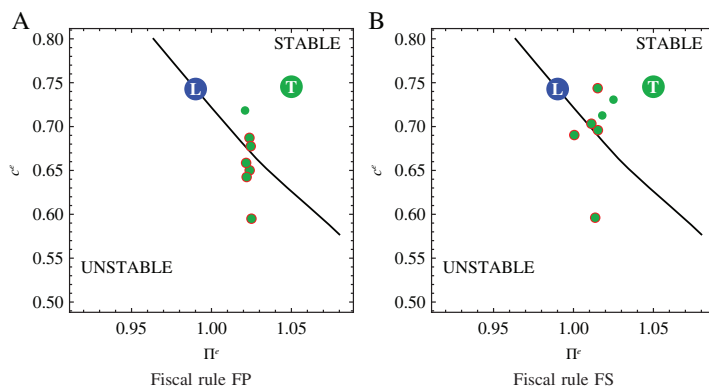 A
B
0.80
STABLE
0.80
STABLE
0.75
L
T
0.75
L
T
0.70
0.70
cᵉ
0.65
cᵉ
0.65
0.60
0.60
0.55
UNSTABLE
0.55
UNSTABLE
0.50
0.50
0.95
1.00
1.05
0.95
1.00
1.05
Πᵉ
Πᵉ
Fiscal rule FP
Fiscal rule FS